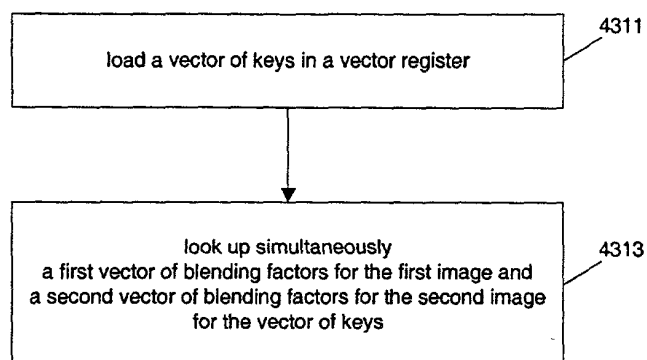 4311
load a vector of keys in a vector register
look up simultaneously
a first vector of blending factors for the first image and
a second vector of blending factors for the second image
for the vector of keys
4313